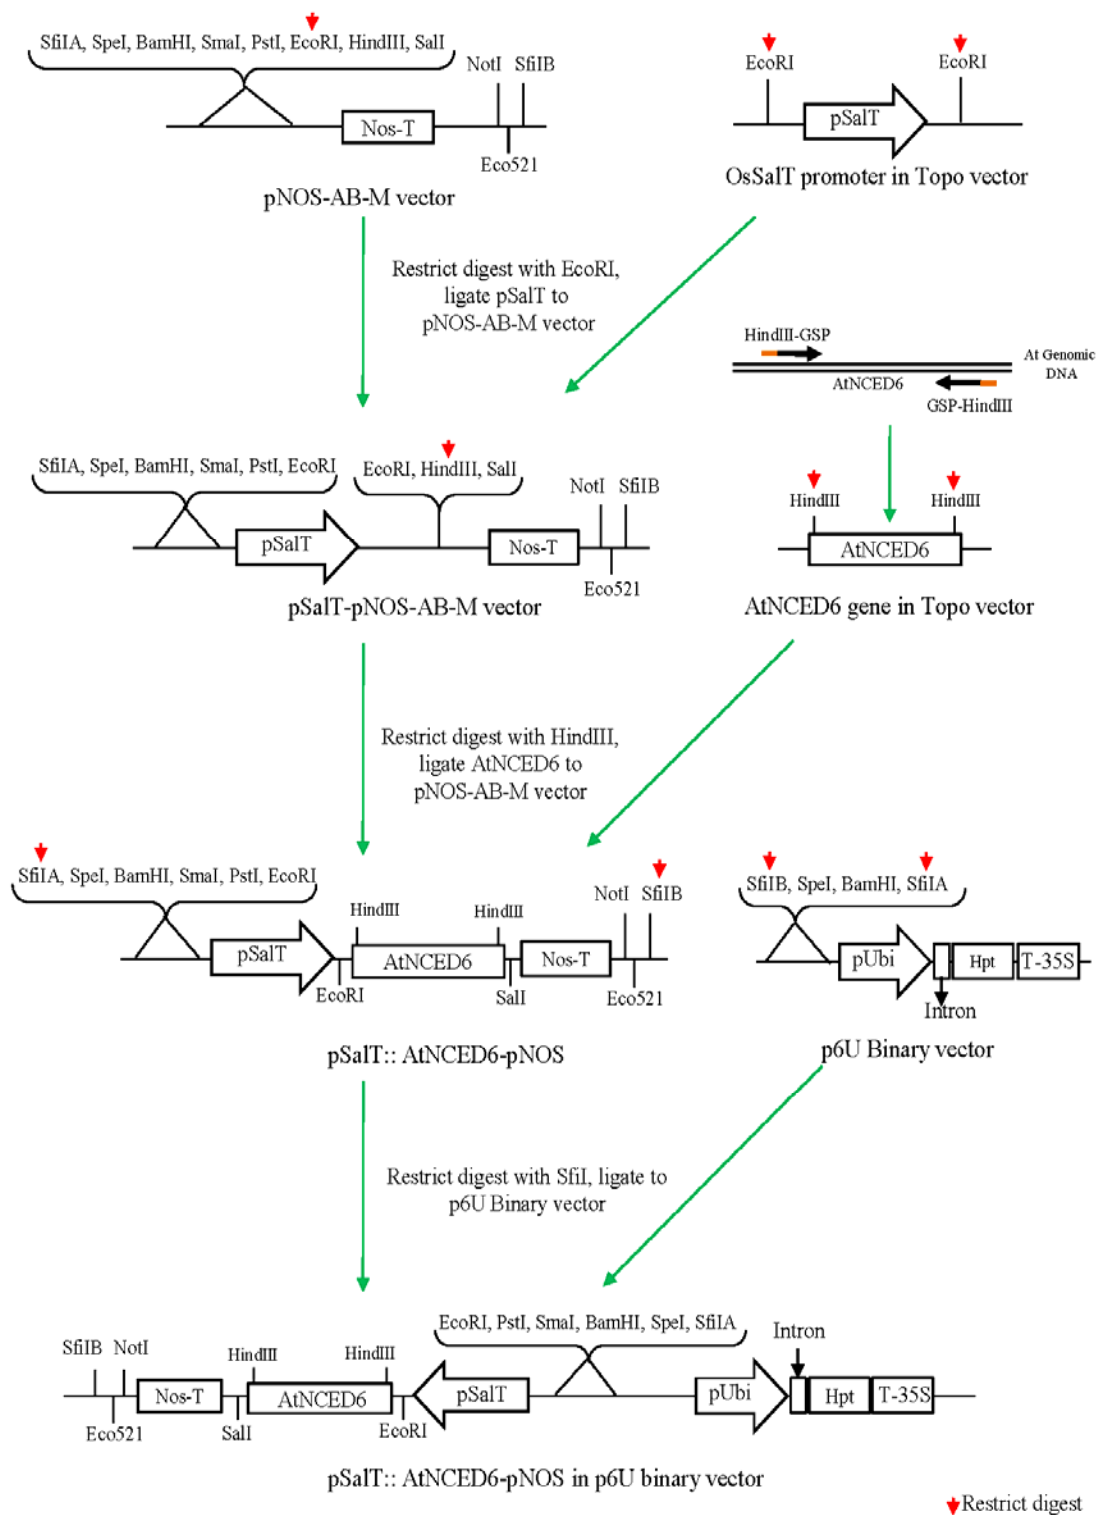 SfiIA, SpeI, BamHI, SmaI, PstI, EcoRI, HindIII, SalI
NotI SfiIB
Nos-T
Eco521
pNOS-AB-M vector
EcoRI
EcoRI
pSalT
OsSalT promoter in Topo vector
Restrict digest with EcoRI,
ligate pSalT to
pNOS-AB-M vector
HindIII-GSP
At Genomic
DNA
AtNCED6
GSP-HindIII
SfiIA, SpeI, BamHI, SmaI, PstI, EcoRI
EcoRI, HindIII, SalI
NotI SfiIB
pSalT
Nos-T
Eco521
pSalT-pNOS-AB-M vector
HindIII
HindIII
AtNCED6
AtNCED6 gene in Topo vector
Restrict digest with HindIII,
ligate AtNCED6 to
pNOS-AB-M vector
SfiIA, SpeI, BamHI, SmaI, PstI, EcoRI
HindIII
HindIII
NotI SfiIB
pSalT
AtNCED6
Nos-T
EcoRI
SalI
Eco521
pSalT:: AtNCED6-pNOS
SfiIB, SpeI, BamHI, SfiIA
pUbi
Hpt
T-35S
Intron
p6U Binary vector
Restrict digest with SfiI, ligate to
p6U Binary vector
EcoRI, PstI, SmaI, BamHI, SpeI, SfiIA
Intron
SfiIB NotI
HindIII
HindIII
Nos-T
AtNCED6
pSalT
pUbi
Hpt
T-35S
Eco521
SalI
EcoRI
pSalT:: AtNCED6-pNOS in p6U binary vector
Restrict digest